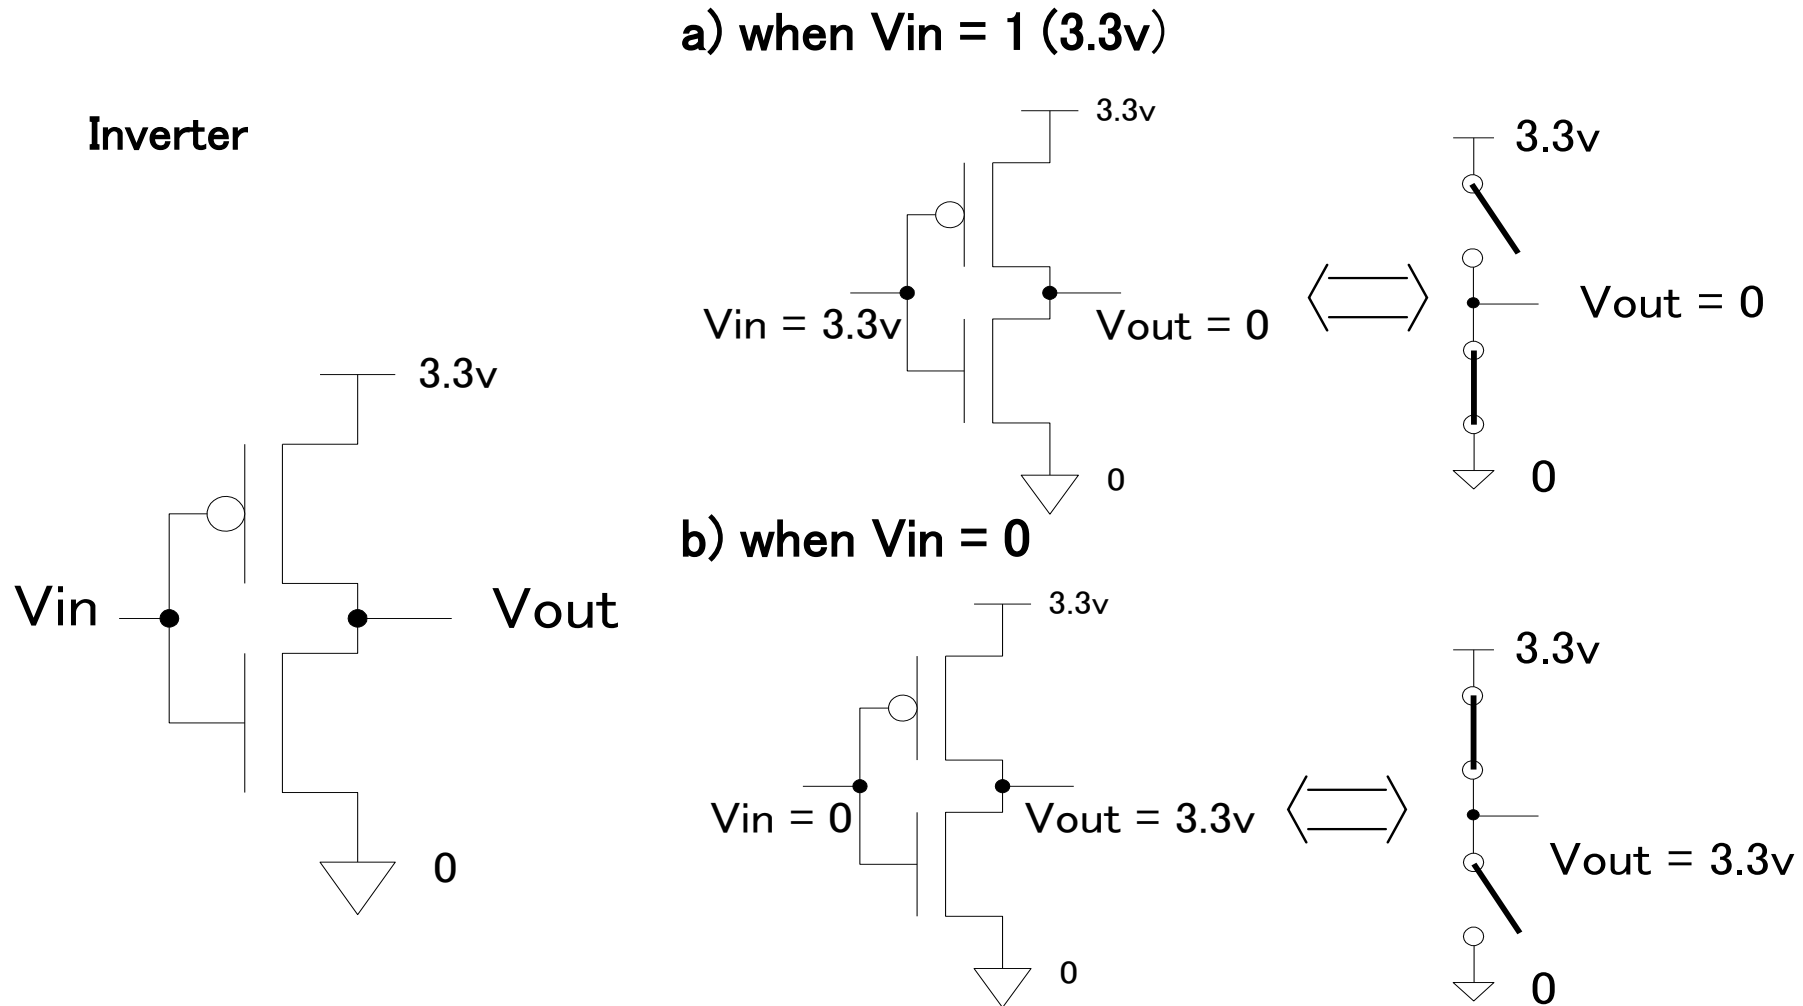 Inverter
3.3v
Vin
Vout
0
a) when Vin = 1 (3.3v)
3.3v
Vin = 3.3v
Vout = 0
0
3.3v
Vout = 0
0
b) when Vin = 0
3.3v
Vin = 0
Vout = 3.3v
0
3.3v
Vout = 3.3v
0